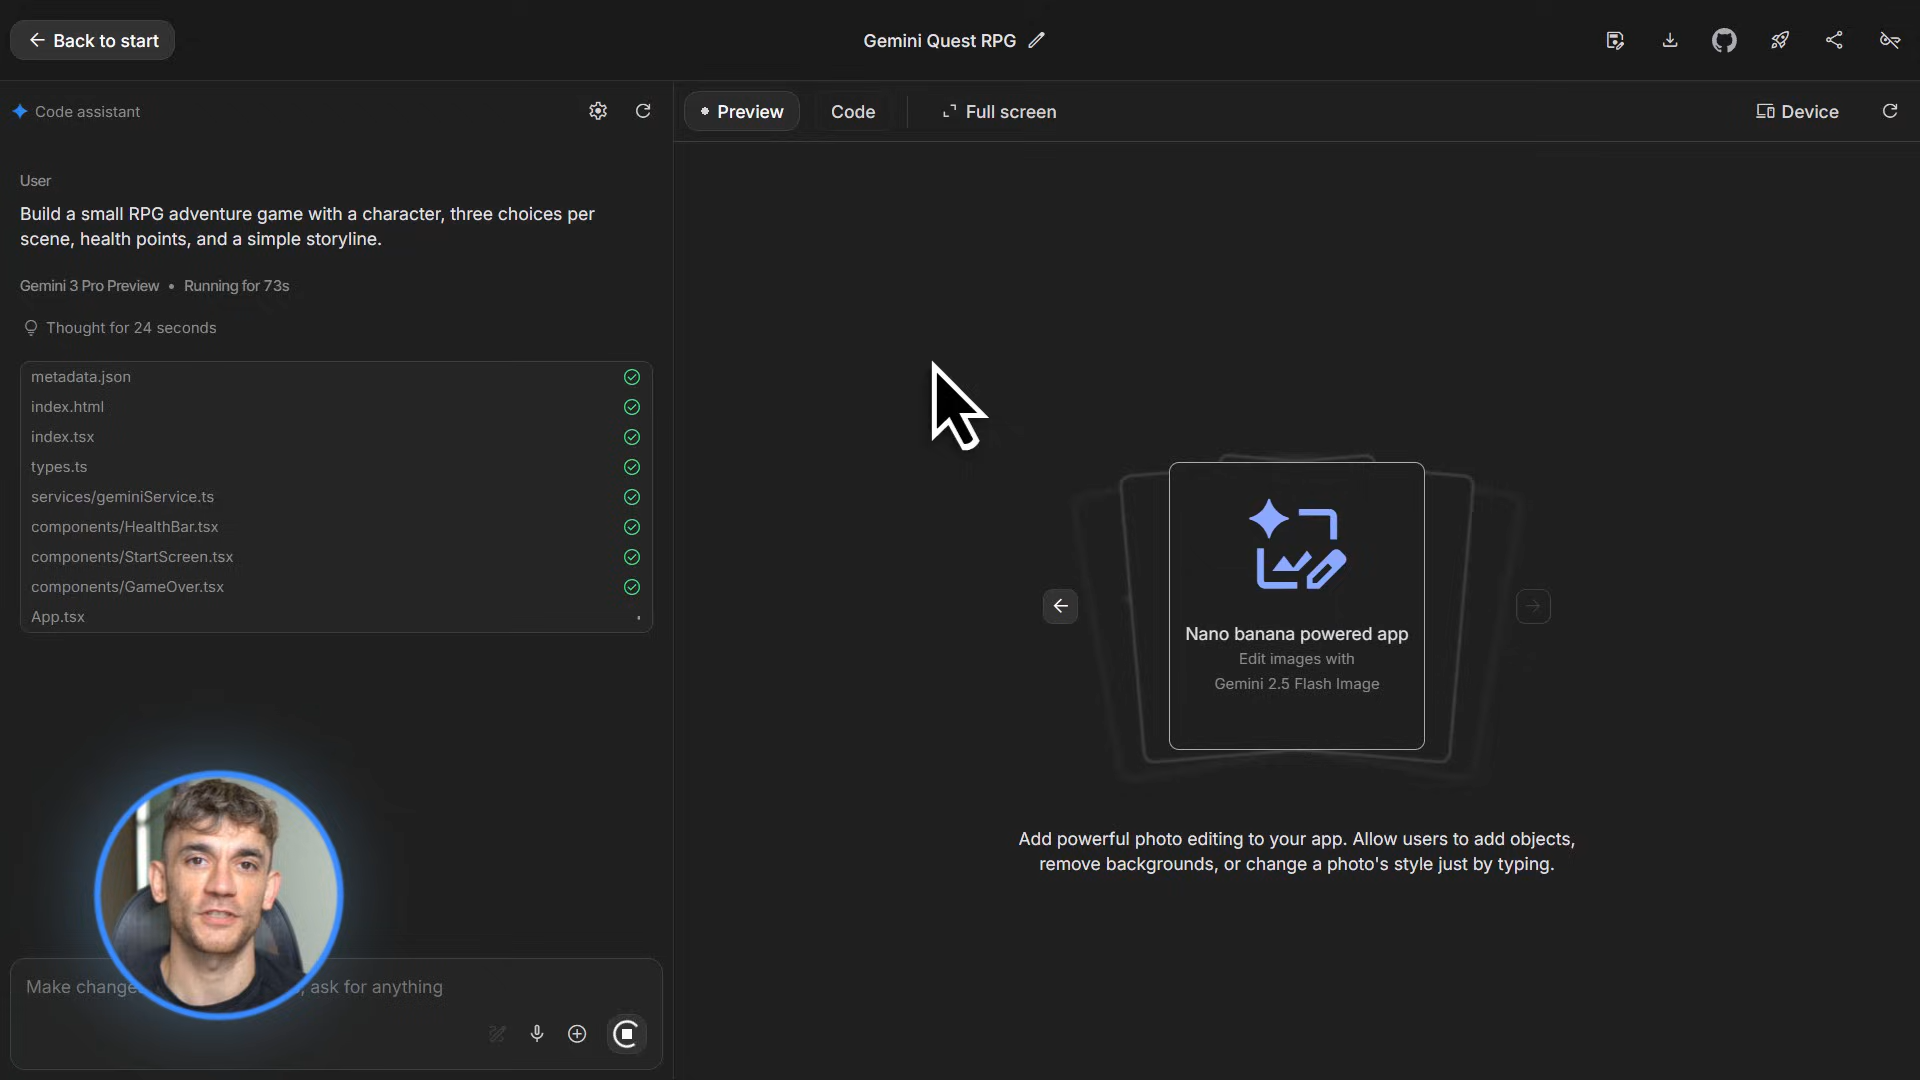 Back to start
Gemini Quest RPG
Code assistant
Preview
Code
Full screen
Device
User
Build a small RPG adventure game with a character, three choices per
scene, health points, and a simple storyline.
Gemini 3 Pro Preview • Running for 73s
Thought for 24 seconds
metadata.json
index.html
index.tsx
types.ts
services/geminiService.ts
components/HealthBar.tsx
components/StartScreen.tsx
components/GameOver.tsx
App.tsx
Nano banana powered app
Edit images with
Gemini 2.5 Flash Image
Add powerful photo editing to your app. Allow users to add objects,
remove backgrounds, or change a photo's style just by typing.
Make , ask for anything